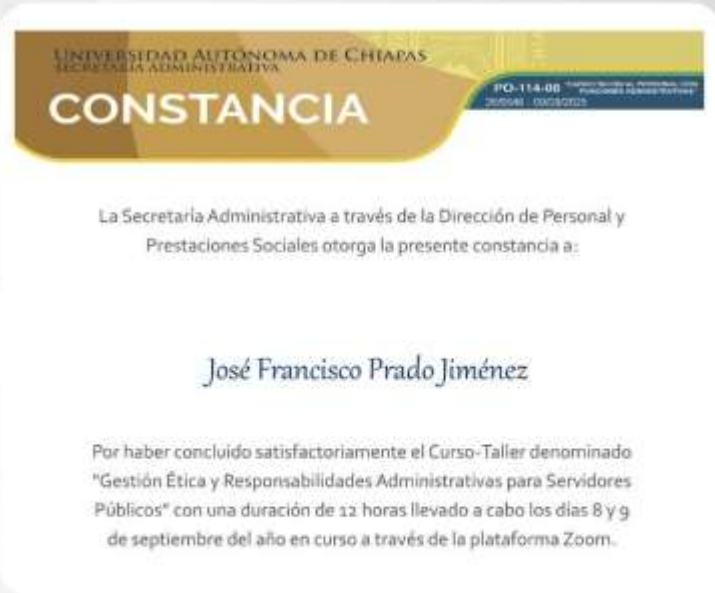 UNIVERSIDAD AUTÓNOMA DE CHIAPAS
SECRETARÍA ADMINISTRATIVA
CONSTANCIA
PO-114-08
La Secretaría Administrativa a través de la Dirección de Personal y
Prestaciones Sociales otorga la presente constancia a:
José Francisco Prado Jiménez
Por haber concluido satisfactoriamente el Curso-Taller denominado
"Gestión Ética y Responsabilidades Administrativas para Servidores
Públicos" con una duración de 12 horas llevado a cabo los días 8 y 9
de septiembre del año en curso a través de la plataforma Zoom.